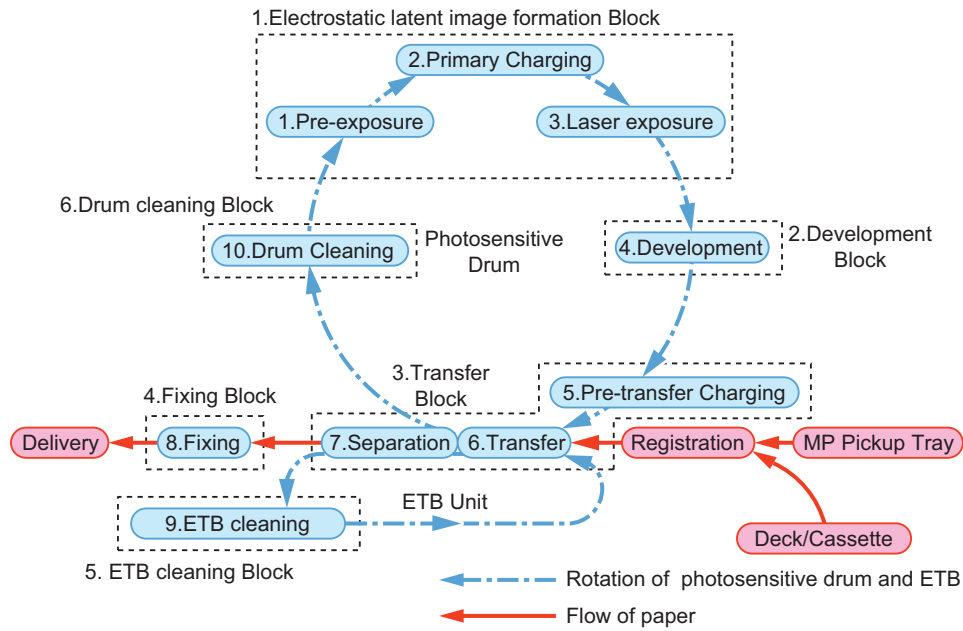 1.Electrostatic latent image formation Block
2.Primary Charging
1.Pre-exposure
3.Laser exposure
6.Drum cleaning Block
10.Drum Cleaning
Photosensitive
Drum
4.Development
2.Development
Block
3.Transfer
Block
5.Pre-transfer Charging
4.Fixing Block
Delivery
8.Fixing
7.Separation
6.Transfer
Registration
MP Pickup Tray
ETB Unit
9.ETB cleaning
Deck/Cassette
5. ETB cleaning Block
Rotation of  photosensitive drum and ETB
Flow of paper